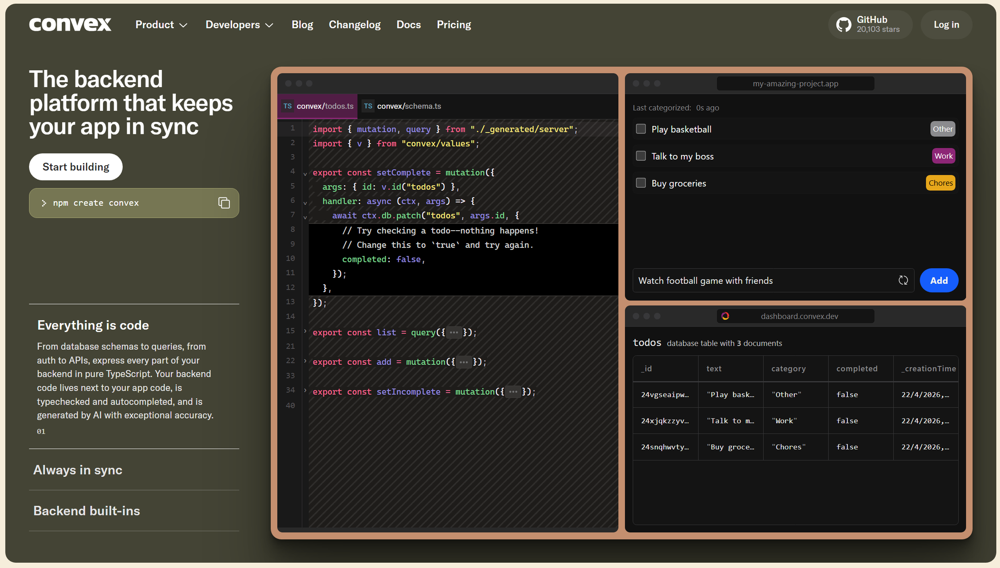 convex
Product
Developers
Blog
Changelog
Docs
Pricing
GitHub
20,103 stars
Log in
The backend
platform that keeps
your app in sync
Start building
npm create convex
Everything is code
From database schemas to queries, from
auth to APIs, express every part of your
backend in pure TypeScript. Your backend
code lives next to your app code, is
typechecked and autocompleted, and is
generated by AI with exceptional accuracy.
01
Always in sync
Backend built-ins
TS convex/todos.ts
TS convex/schema.ts
1 import { mutation, query } from "./_generated/server";
2 import { v } from "convex/values";
3
4 export const setComplete = mutation({
5 args: { id: v.id("todos") },
6 handler: async (ctx, args) => {
7 await ctx.db.patch("todos", args.id, {
8 // Try checking a todo--nothing happens!
9 // Change this to `true` and try again.
10 completed: false,
11 });
12 },
13 });
14
15 export const list = query({ ••• });
21
22 export const add = mutation({ ••• });
33
34 export const setIncomplete = mutation({ ••• });
40
my-amazing-project.app
Last categorized: 0s ago
Play basketball Other
Talk to my boss Work
Buy groceries Chores
Watch football game with friends
Add
dashboard.convex.dev
todos database table with 3 documents
_id text category completed _creationTime
24vgseaipw… "Play bask… "Other" false 22/4/2026,…
24xjqkzzyv… "Talk to m… "Work" false 22/4/2026,…
24snqhwvty… "Buy groce… "Chores" false 22/4/2026,…